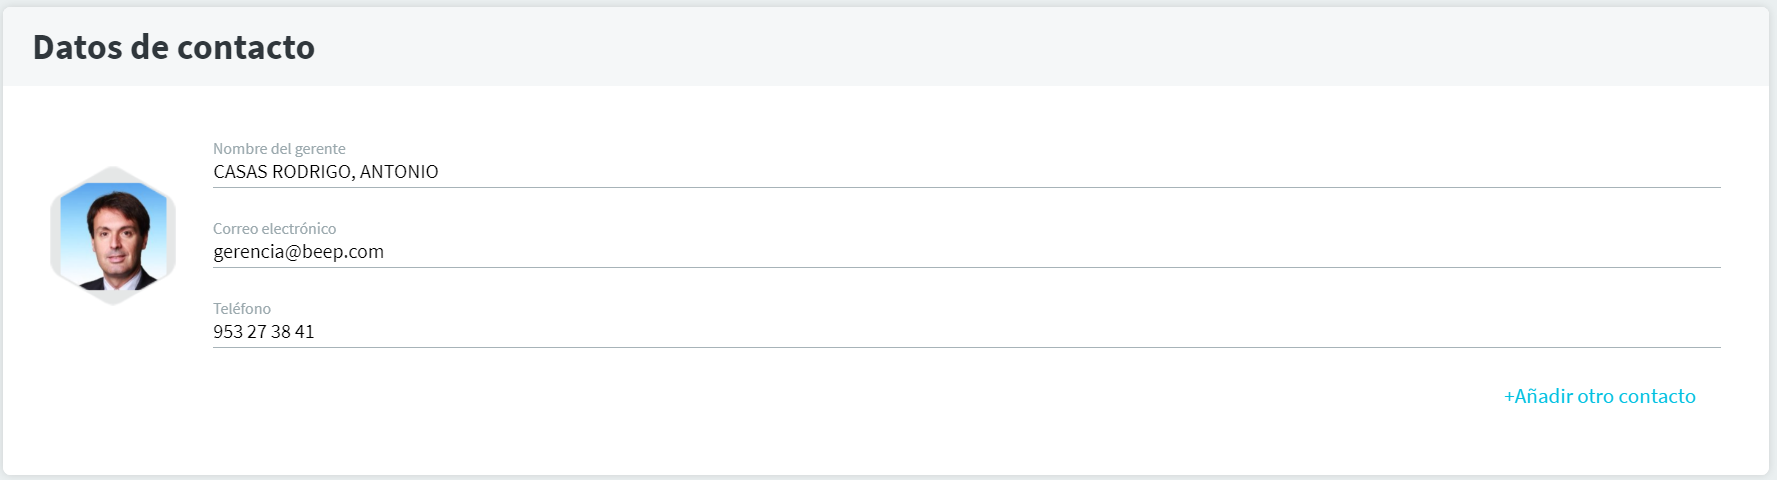 Datos de contacto
Nombre del gerente
CASAS RODRIGO, ANTONIO
Correo electrónico
gerencia@beep.com
Teléfono
953 27 38 41
+Añadir otro contacto